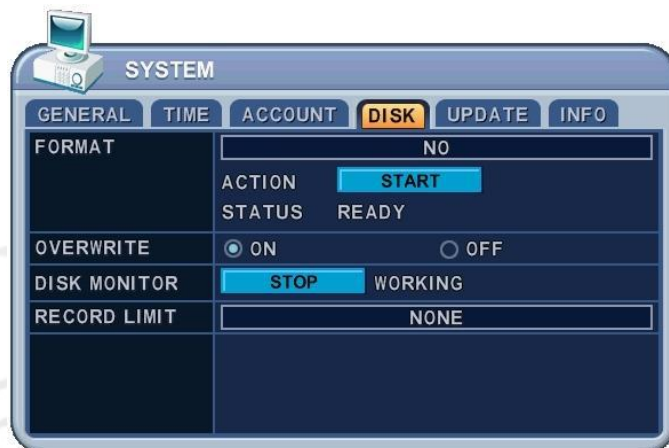 SYSTEM
GENERAL TIME ACCOUNT DISK UPDATE INFO
FORMAT NO
ACTION START
STATUS READY
OVERWRITE ON OFF
DISK MONITOR STOP WORKING
RECORD LIMIT NONE